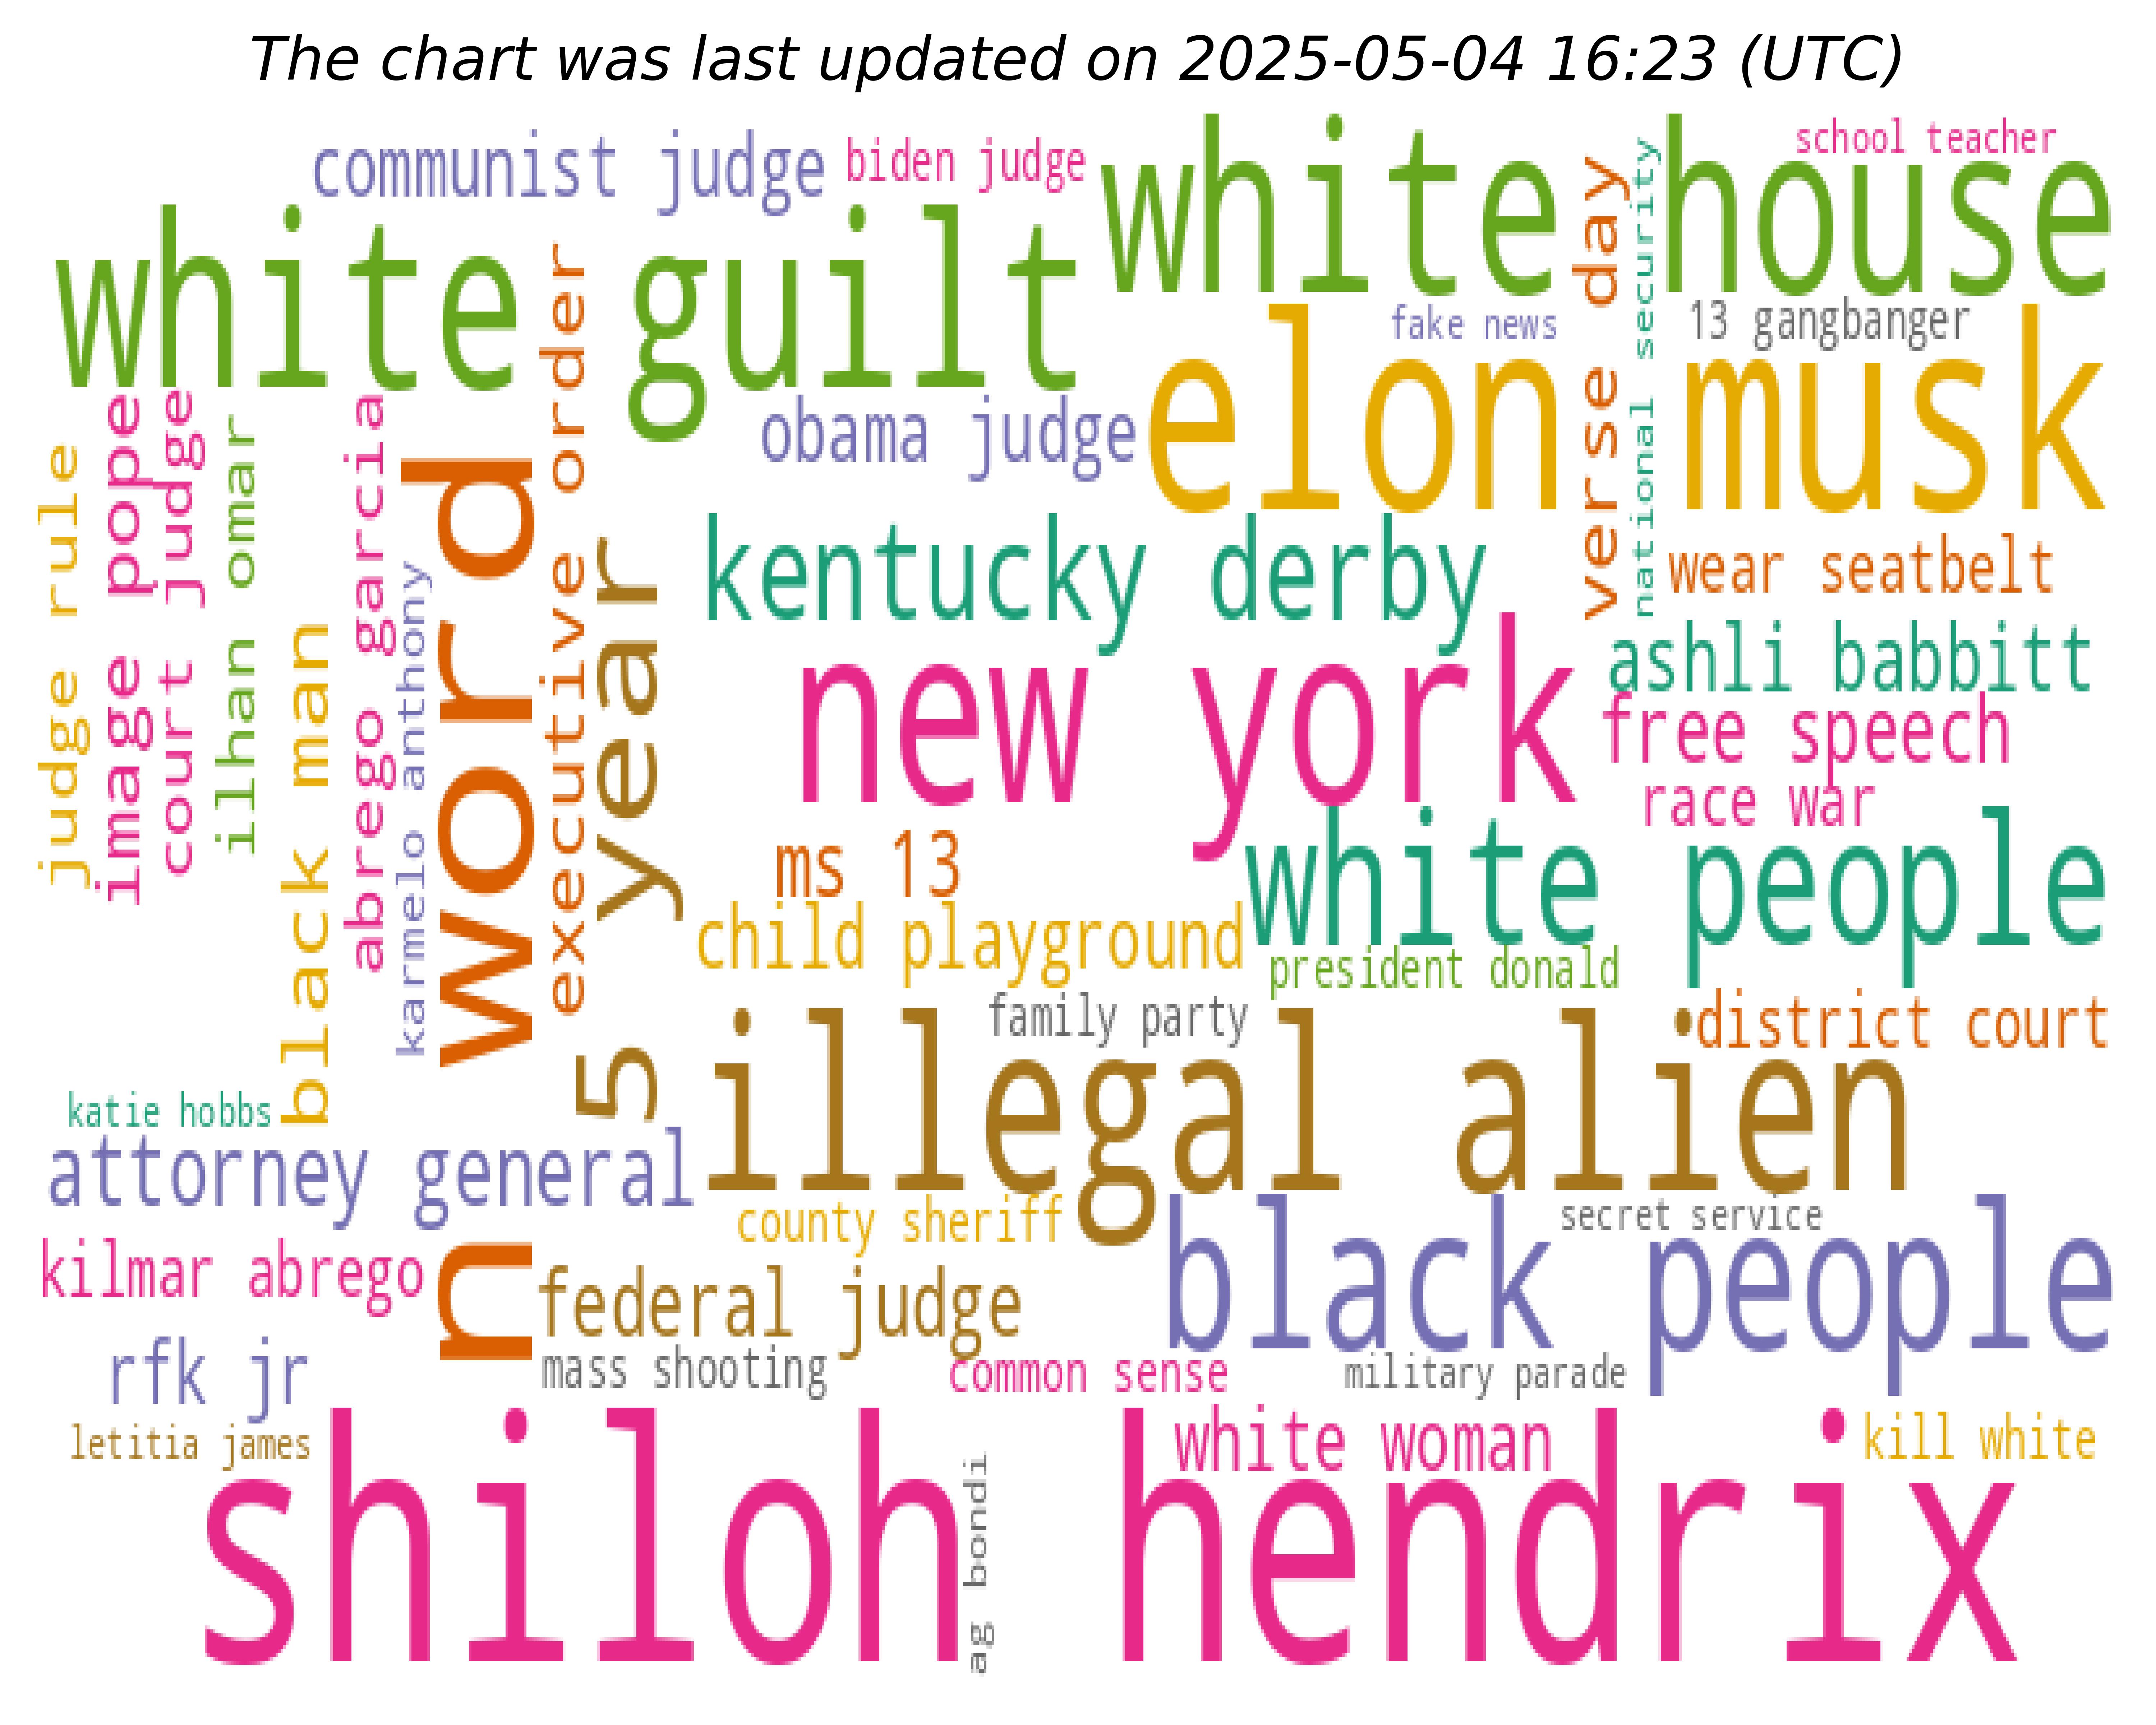 The chart was last updated on 2025-05-04 16:23 (UTC)
communist judge
biden judge
white house
school teacher
white guilt
verse day
national security
executive order
fake news
13 gangbanger
elon musk
obama judge
judge rule
image pope
court judge
ilhan omar
black man
abrego garcia
karmelo anthony
n word
5 year
kentucky derby
wear seatbelt
new york
ashli babbitt
free speech
race war
ms 13
white people
child playground
president donald
family party
district court
illegal alien
katie hobbs
attorney general
county sheriff
black people
secret service
kilmar abrego
federal judge
rfk jr
mass shooting
common sense
military parade
letitia james
shiloh hendrix
white woman
kill white
ag bondi